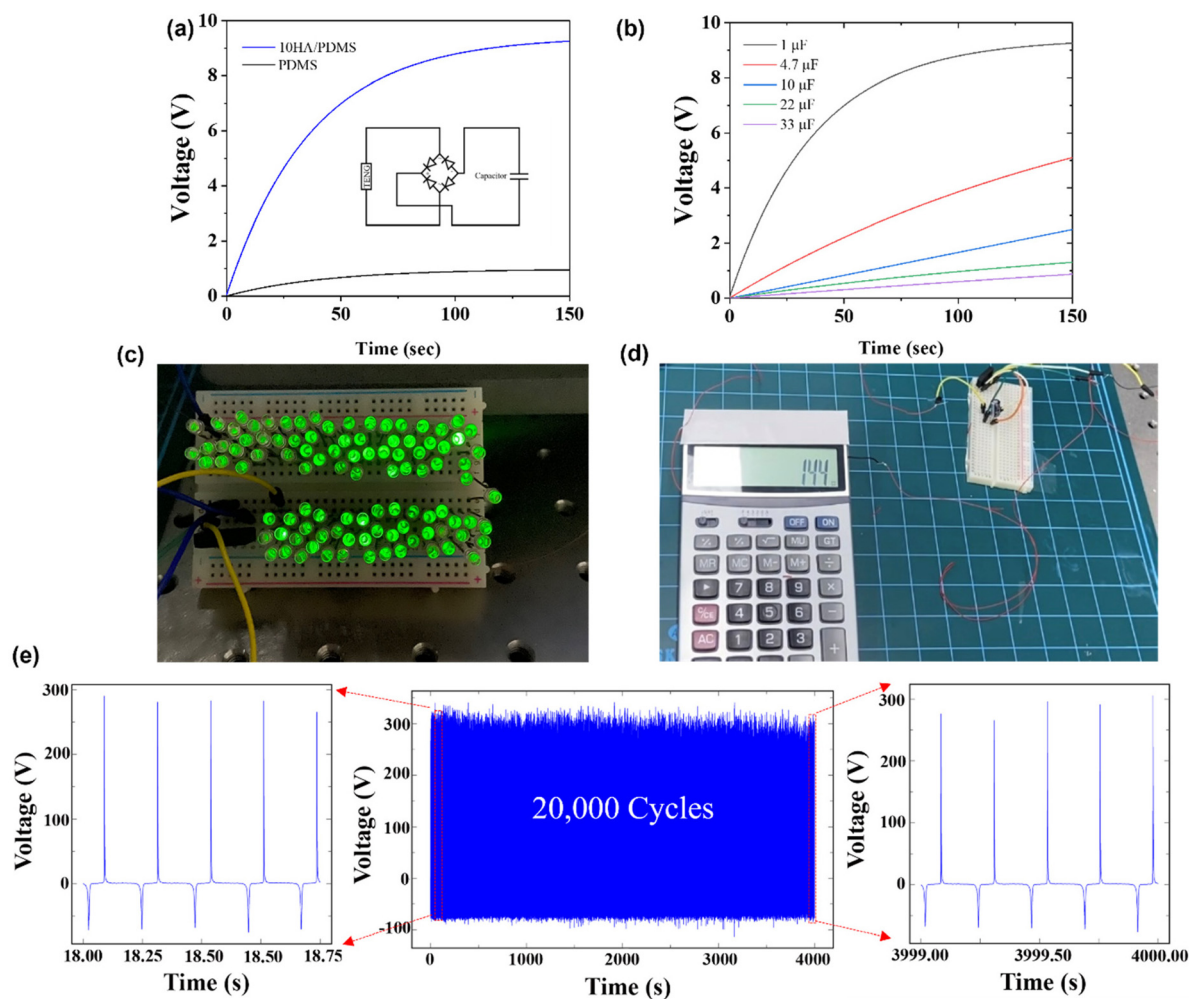 (a)
10HA/PDMS
PDMS
10
8
6
4
2
0
Voltage (V)
TENG
Capacitor
0 50 100 150
Time (sec)
(b)
1 µF
4.7 µF
10 µF
22 µF
33 µF
10
8
6
4
2
0
Voltage (V)
0 50 100 150
Time (sec)
(c)
(d)
144
OFF ON
MU GT
MR MC M- M+ ÷
7 8 9 ×
C/CE 4 5 6 −
AC 1 2 3 +
(e)
300
200
100
0
Voltage (V)
18.00 18.25 18.50 18.50 18.75
Time (s)
300
200
100
0
-100
Voltage (V)
20,000 Cycles
0 1000 2000 3000 4000
Time (s)
300
200
100
0
Voltage (V)
3999.00 3999.50 4000.00
Time (s)